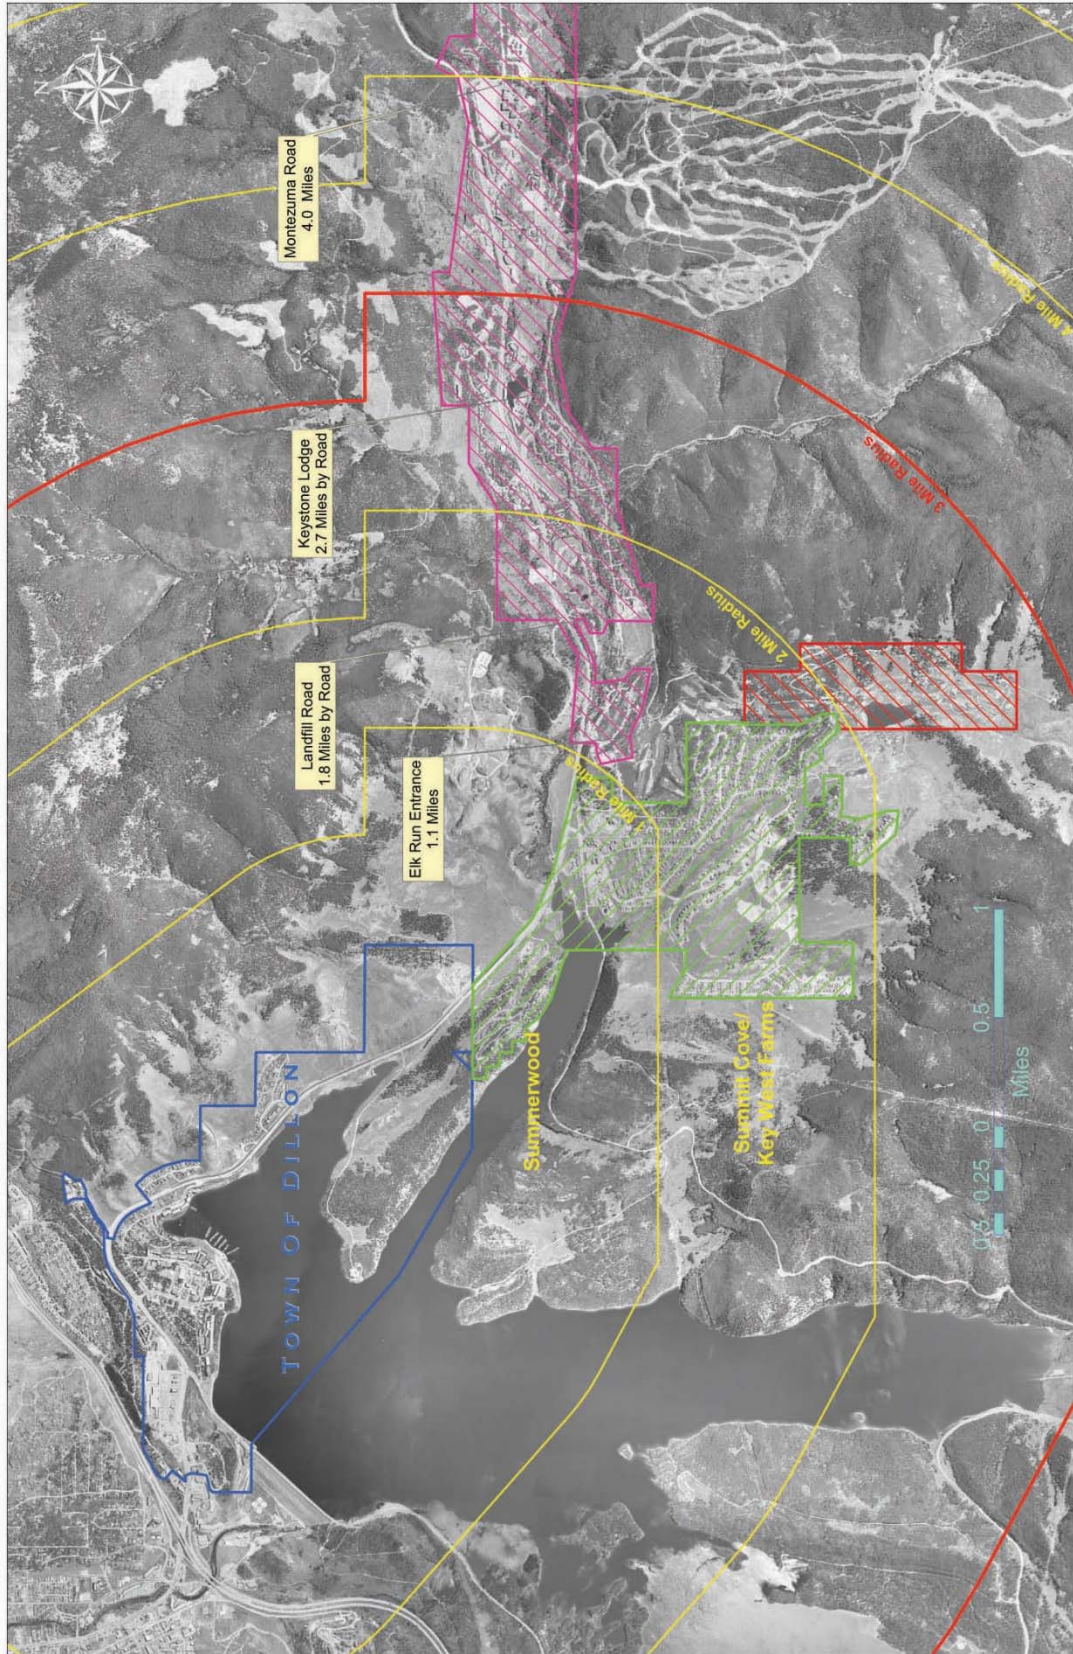 N
Montezuma Road
4.0 Miles
Keystone Lodge
2.7 Miles by Road
Landfill Road
1.8 Miles by Road
Elk Run Entrance
1.1 Miles
TOWN OF DILLON
1 Mile Radius
2 Mile Radius
3 Mile Radius
4 Mile Radius
Summerwood
Summit Cove/
Key West Farms
0.5 0.25 0 0.5 1
Miles